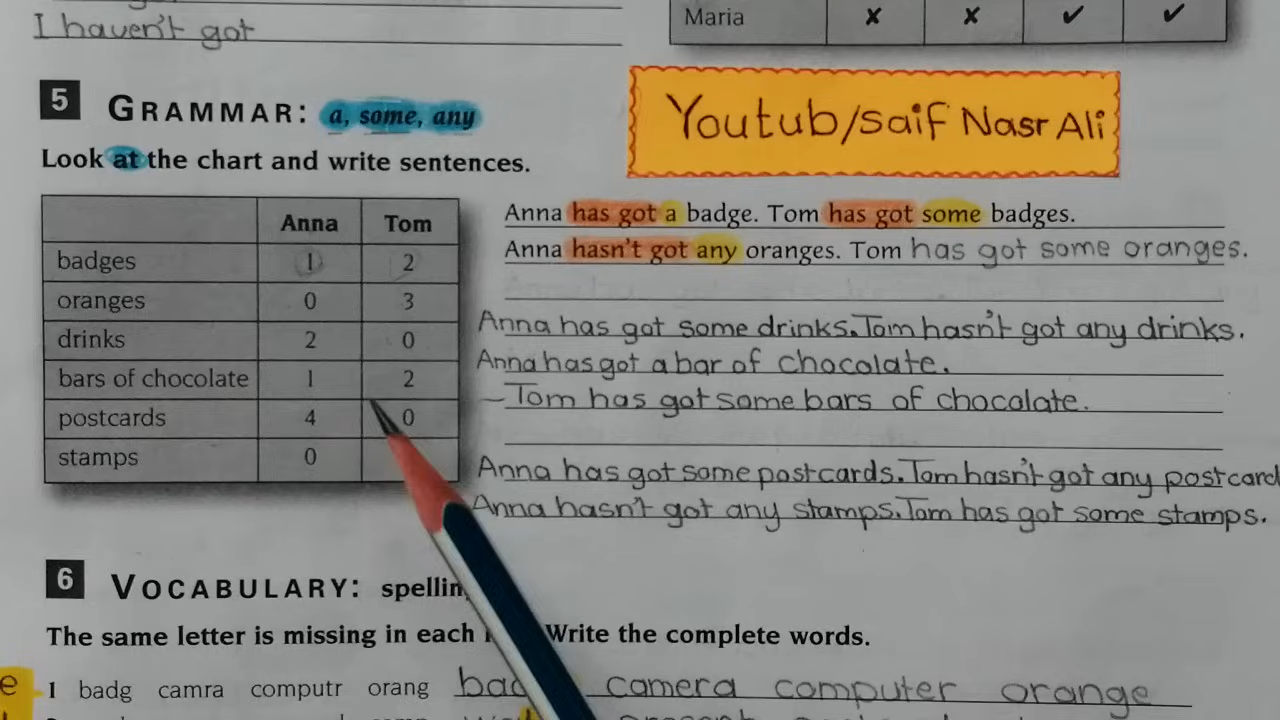 Maria ✗ ✗ ✓ ✓
I haven't got
5 GRAMMAR: a, some, any
Youtub/saif Nasr Ali
Look at the chart and write sentences.
Anna Tom
badges 1 2
oranges 0 3
drinks 2 0
bars of chocolate 1 2
postcards 4 0
stamps 0
Anna has got a badge. Tom has got some badges.
Anna hasn't got any oranges. Tom has got some oranges.
Anna has got some drinks. Tom hasn't got any drinks.
Anna has got a bar of chocolate.
– Tom has got some bars of chocolate.
Anna has got some postcards. Tom hasn't got any postcard
Anna hasn't got any stamps. Tom has got some stamps.
6 VOCABULARY: spellin
The same letter is missing in each Write the complete words.
e 1 badg camra computr orang camera computer orange